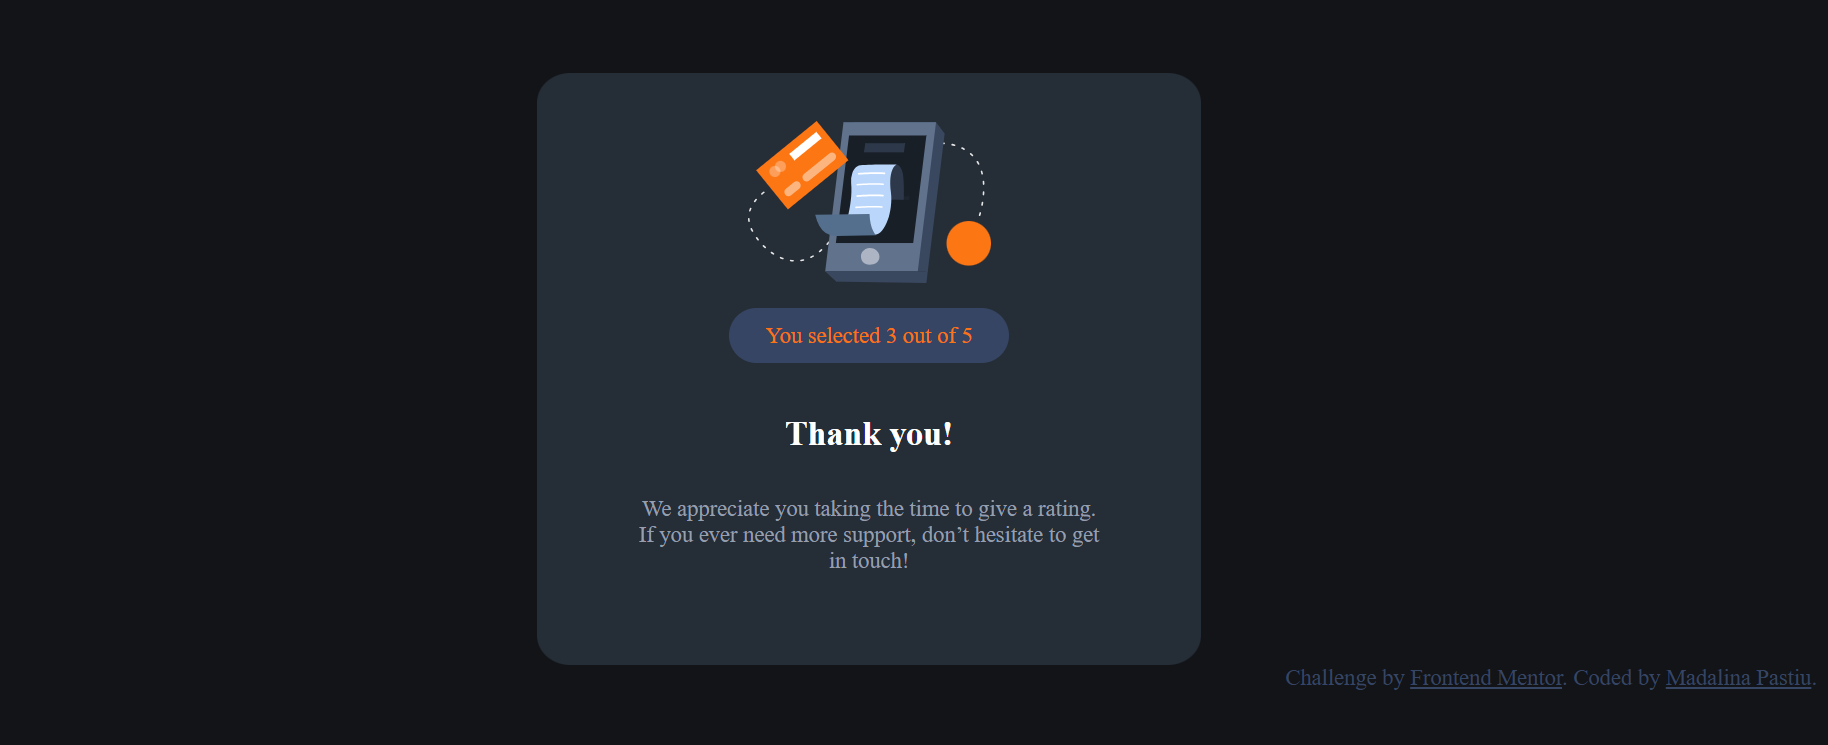 You selected 3 out of 5
Thank you!
We appreciate you taking the time to give a rating.
If you ever need more support, don’t hesitate to get
in touch!
Challenge by Frontend Mentor. Coded by Madalina Pastiu.